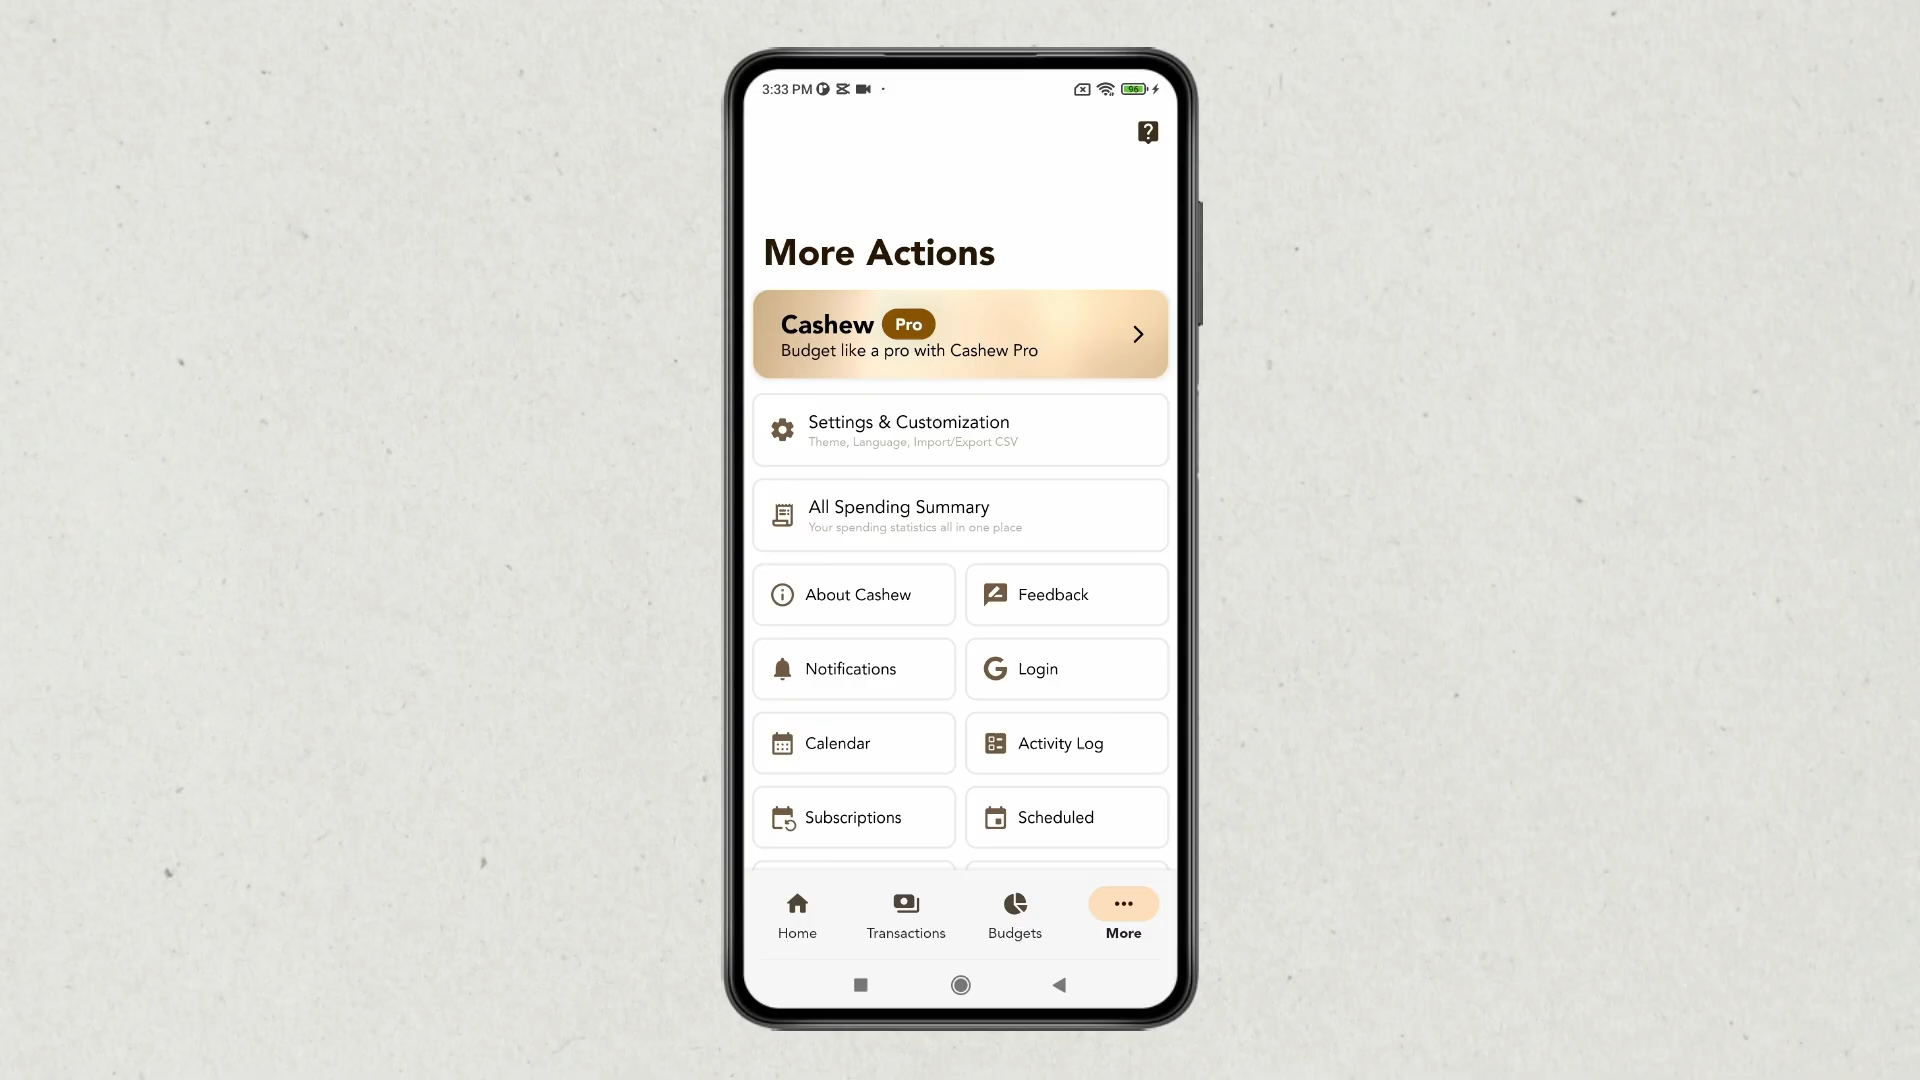 3:33 PM
96
More Actions
Cashew Pro
Budget like a pro with Cashew Pro
Settings & Customization
Theme, Language, Import/Export CSV
All Spending Summary
Your spending statistics all in one place
About Cashew
Feedback
Notifications
Login
Calendar
Activity Log
Subscriptions
Scheduled
Home
Transactions
Budgets
More